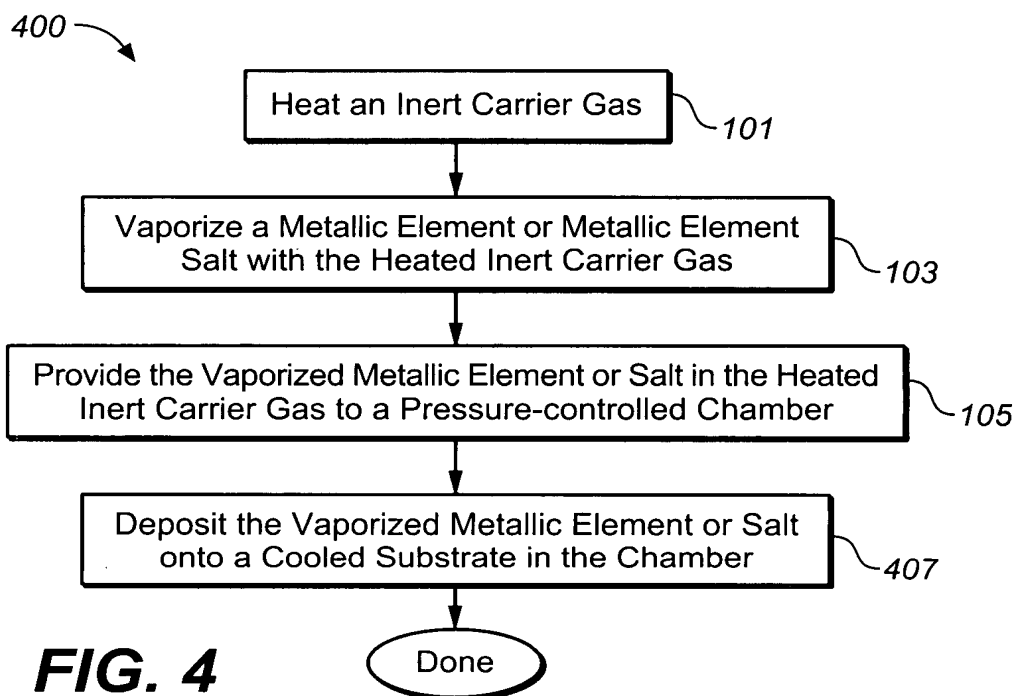 400
Heat an Inert Carrier Gas
101
Vaporize a Metallic Element or Metallic Element
Salt with the Heated Inert Carrier Gas
103
Provide the Vaporized Metallic Element or Salt in the Heated
Inert Carrier Gas to a Pressure-controlled Chamber
105
Deposit the Vaporized Metallic Element or Salt
onto a Cooled Substrate in the Chamber
407
Done
FIG. 4